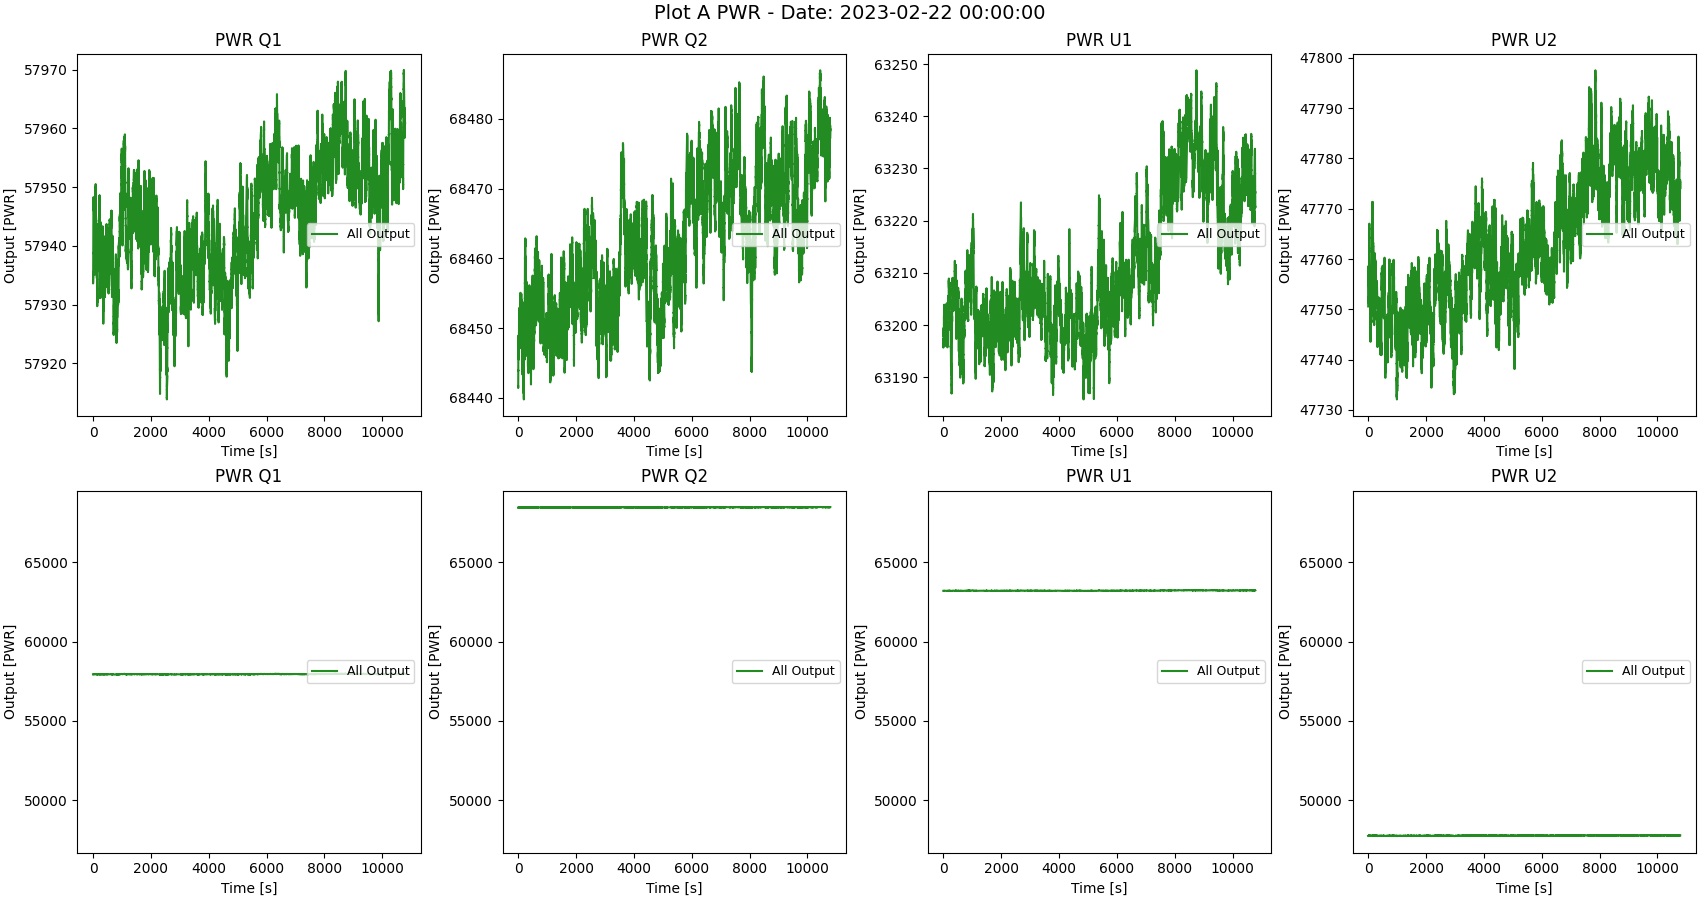 Plot A PWR - Date: 2023-02-22 00:00:00
PWR Q1
PWR Q2
PWR U1
PWR U2
Output [PWR]
57970
57960
57950
57940
57930
57920
All Output
0 2000 4000 6000 8000 10000
Time [s]
Output [PWR]
68480
68470
68460
68450
68440
All Output
0 2000 4000 6000 8000 10000
Time [s]
Output [PWR]
63250
63240
63230
63220
63210
63200
63190
All Output
0 2000 4000 6000 8000 10000
Time [s]
Output [PWR]
47800
47790
47780
47770
47760
47750
47740
47730
All Output
0 2000 4000 6000 8000 10000
Time [s]
PWR Q1
PWR Q2
PWR U1
PWR U2
Output [PWR]
65000
60000
55000
50000
All Output
0 2000 4000 6000 8000 10000
Time [s]
Output [PWR]
65000
60000
55000
50000
All Output
0 2000 4000 6000 8000 10000
Time [s]
Output [PWR]
65000
60000
55000
50000
All Output
0 2000 4000 6000 8000 10000
Time [s]
Output [PWR]
65000
60000
55000
50000
All Output
0 2000 4000 6000 8000 10000
Time [s]